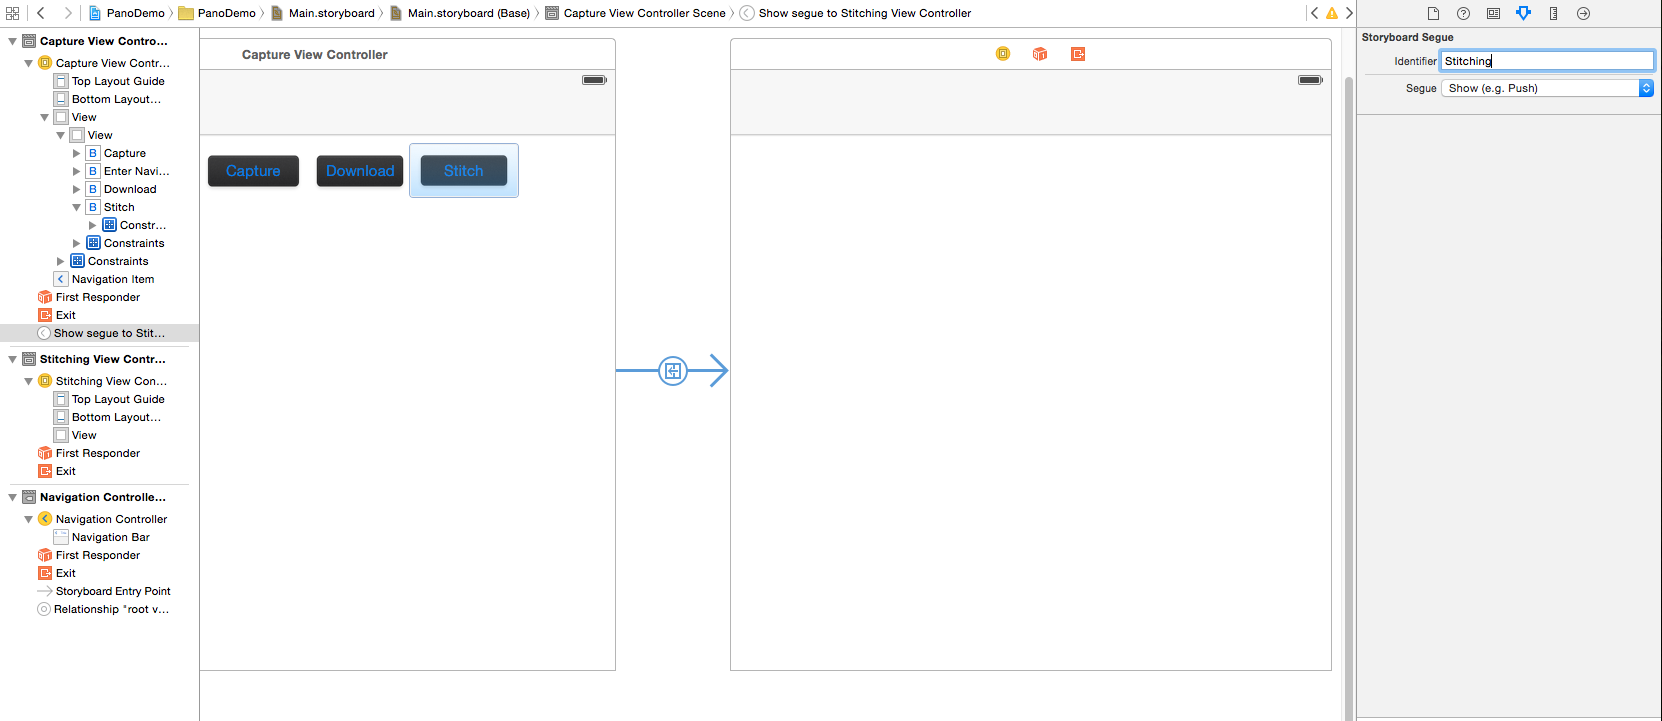 PanoDemo PanoDemo Main.storyboard Main.storyboard (Base) Capture View Controller Scene Show segue to Stitching View Controller
Capture View Contro...
Capture View Contr...
Top Layout Guide
Bottom Layout...
View
View
Capture
Enter Navi...
Download
Stitch
Constr...
Constraints
Constraints
Navigation Item
First Responder
Exit
Show segue to Stit...
Stitching View Contr...
Stitching View Con...
Top Layout Guide
Bottom Layout...
View
First Responder
Exit
Navigation Controlle...
Navigation Controller
Navigation Bar
First Responder
Exit
Storyboard Entry Point
Relationship "root v...
Capture View Controller
Capture Download Stitch
Storyboard Segue
Identifier Stitching
Segue Show (e.g. Push)